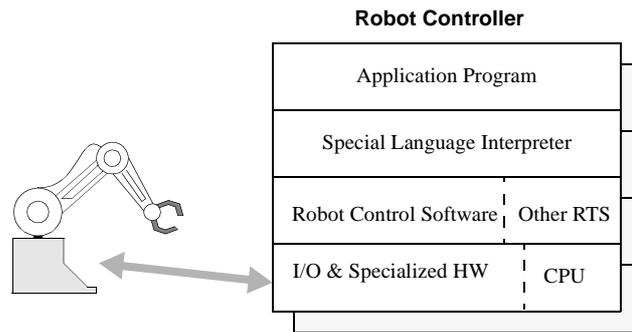 Robot Controller
Application Program
Special Language Interpreter
Robot Control Software Other RTS
I/O & Specialized HW CPU